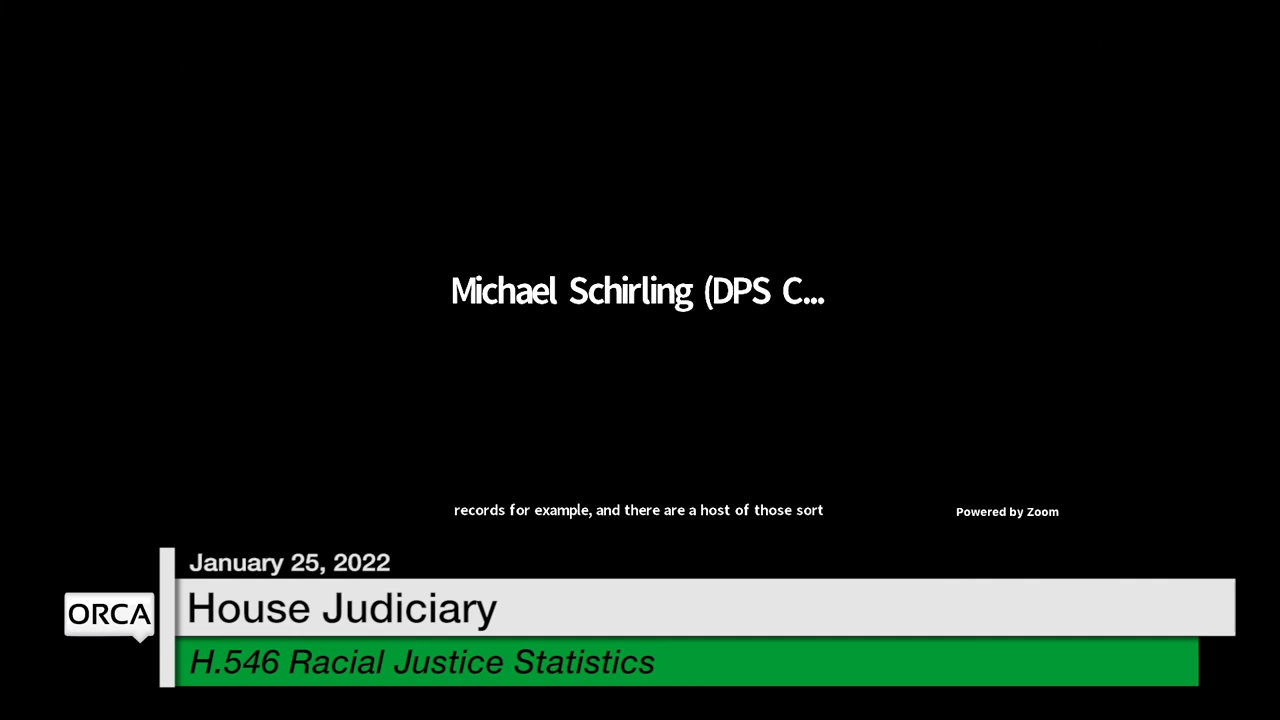 Michael Schirling (DPS C...
records for example, and there are a host of those sort
Powered by Zoom
January 25, 2022
ORCA
House Judiciary
H.546 Racial Justice Statistics